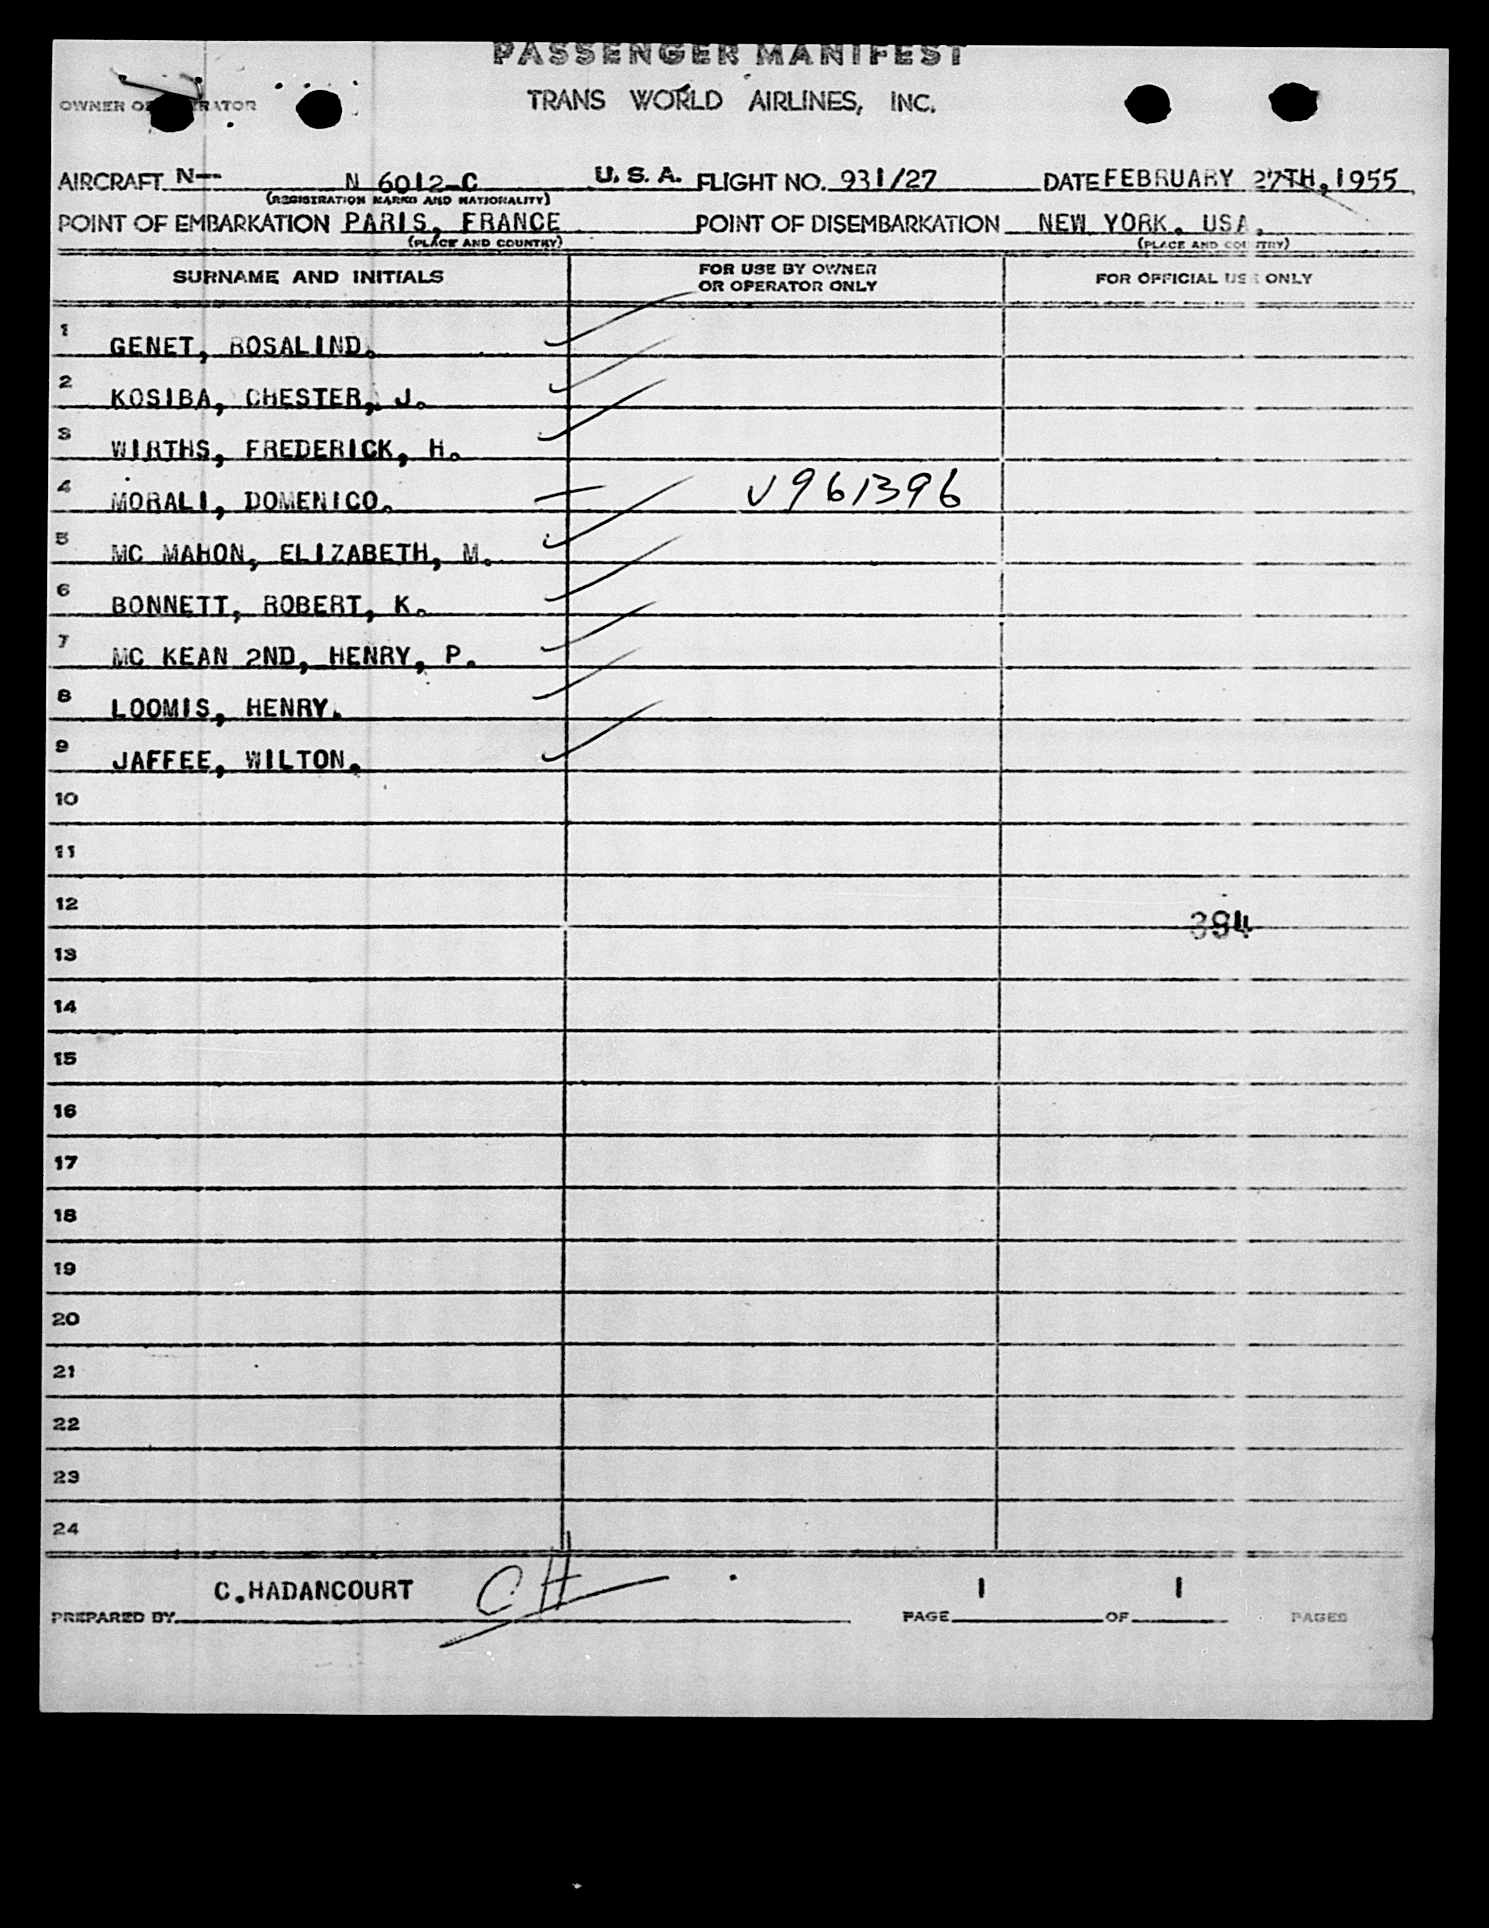 PASSENGER MANIFEST
OWNER OPERATOR TRANS WORLD AIRLINES, INC.
AIRCRAFT N-- N 6012-C U. S. A. FLIGHT NO. 931/27 DATE FEBRUARY 27TH, 1955
(REGISTRATION MARKS AND NATIONALITY)
POINT OF EMBARKATION PARIS, FRANCE POINT OF DISEMBARKATION NEW YORK. USA.
(PLACE AND COUNTRY) (PLACE AND COUNTRY)
SURNAME AND INITIALS FOR USE BY OWNER OR OPERATOR ONLY FOR OFFICIAL USE ONLY
1 GENET, ROSALIND.
2 KOSIBA, CHESTER, J.
3 WIRTHS, FREDERICK, H.
4 MORALI, DOMENICO. — V961396
5 MC MAHON, ELIZABETH, M.
6 BONNETT, ROBERT, K.
7 MC KEAN 2ND, HENRY, P.
8 LOOMIS, HENRY.
9 JAFFEE, WILTON.
10
11
12 394
13
14
15
16
17
18
19
20
21
22
23
24
C.HADANCOURT CH 1 1
PREPARED BY PAGE OF PAGES